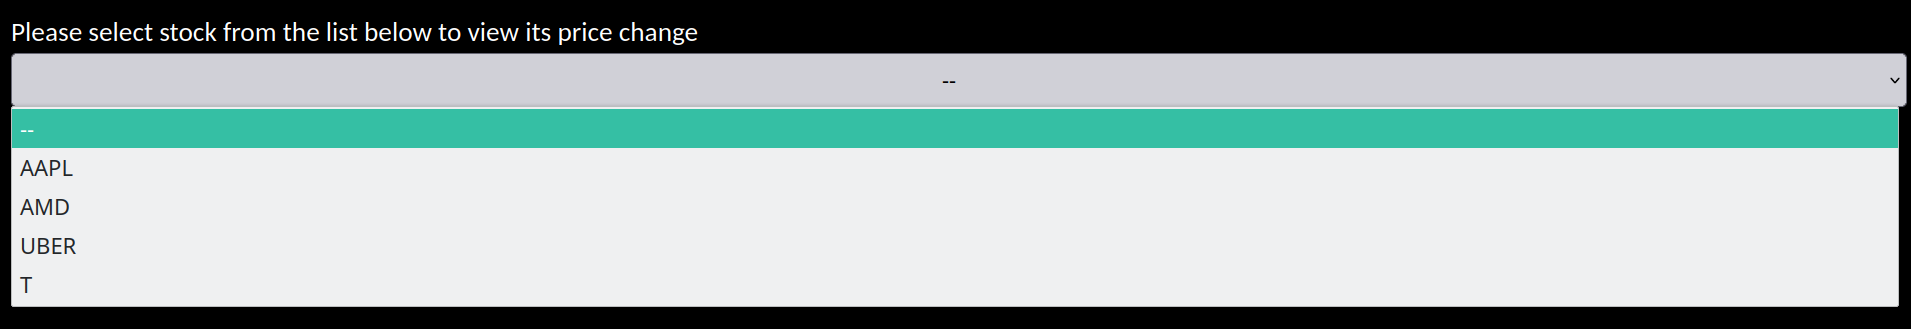 Please select stock from the list below to view its price change
--
--
AAPL
AMD
UBER
T